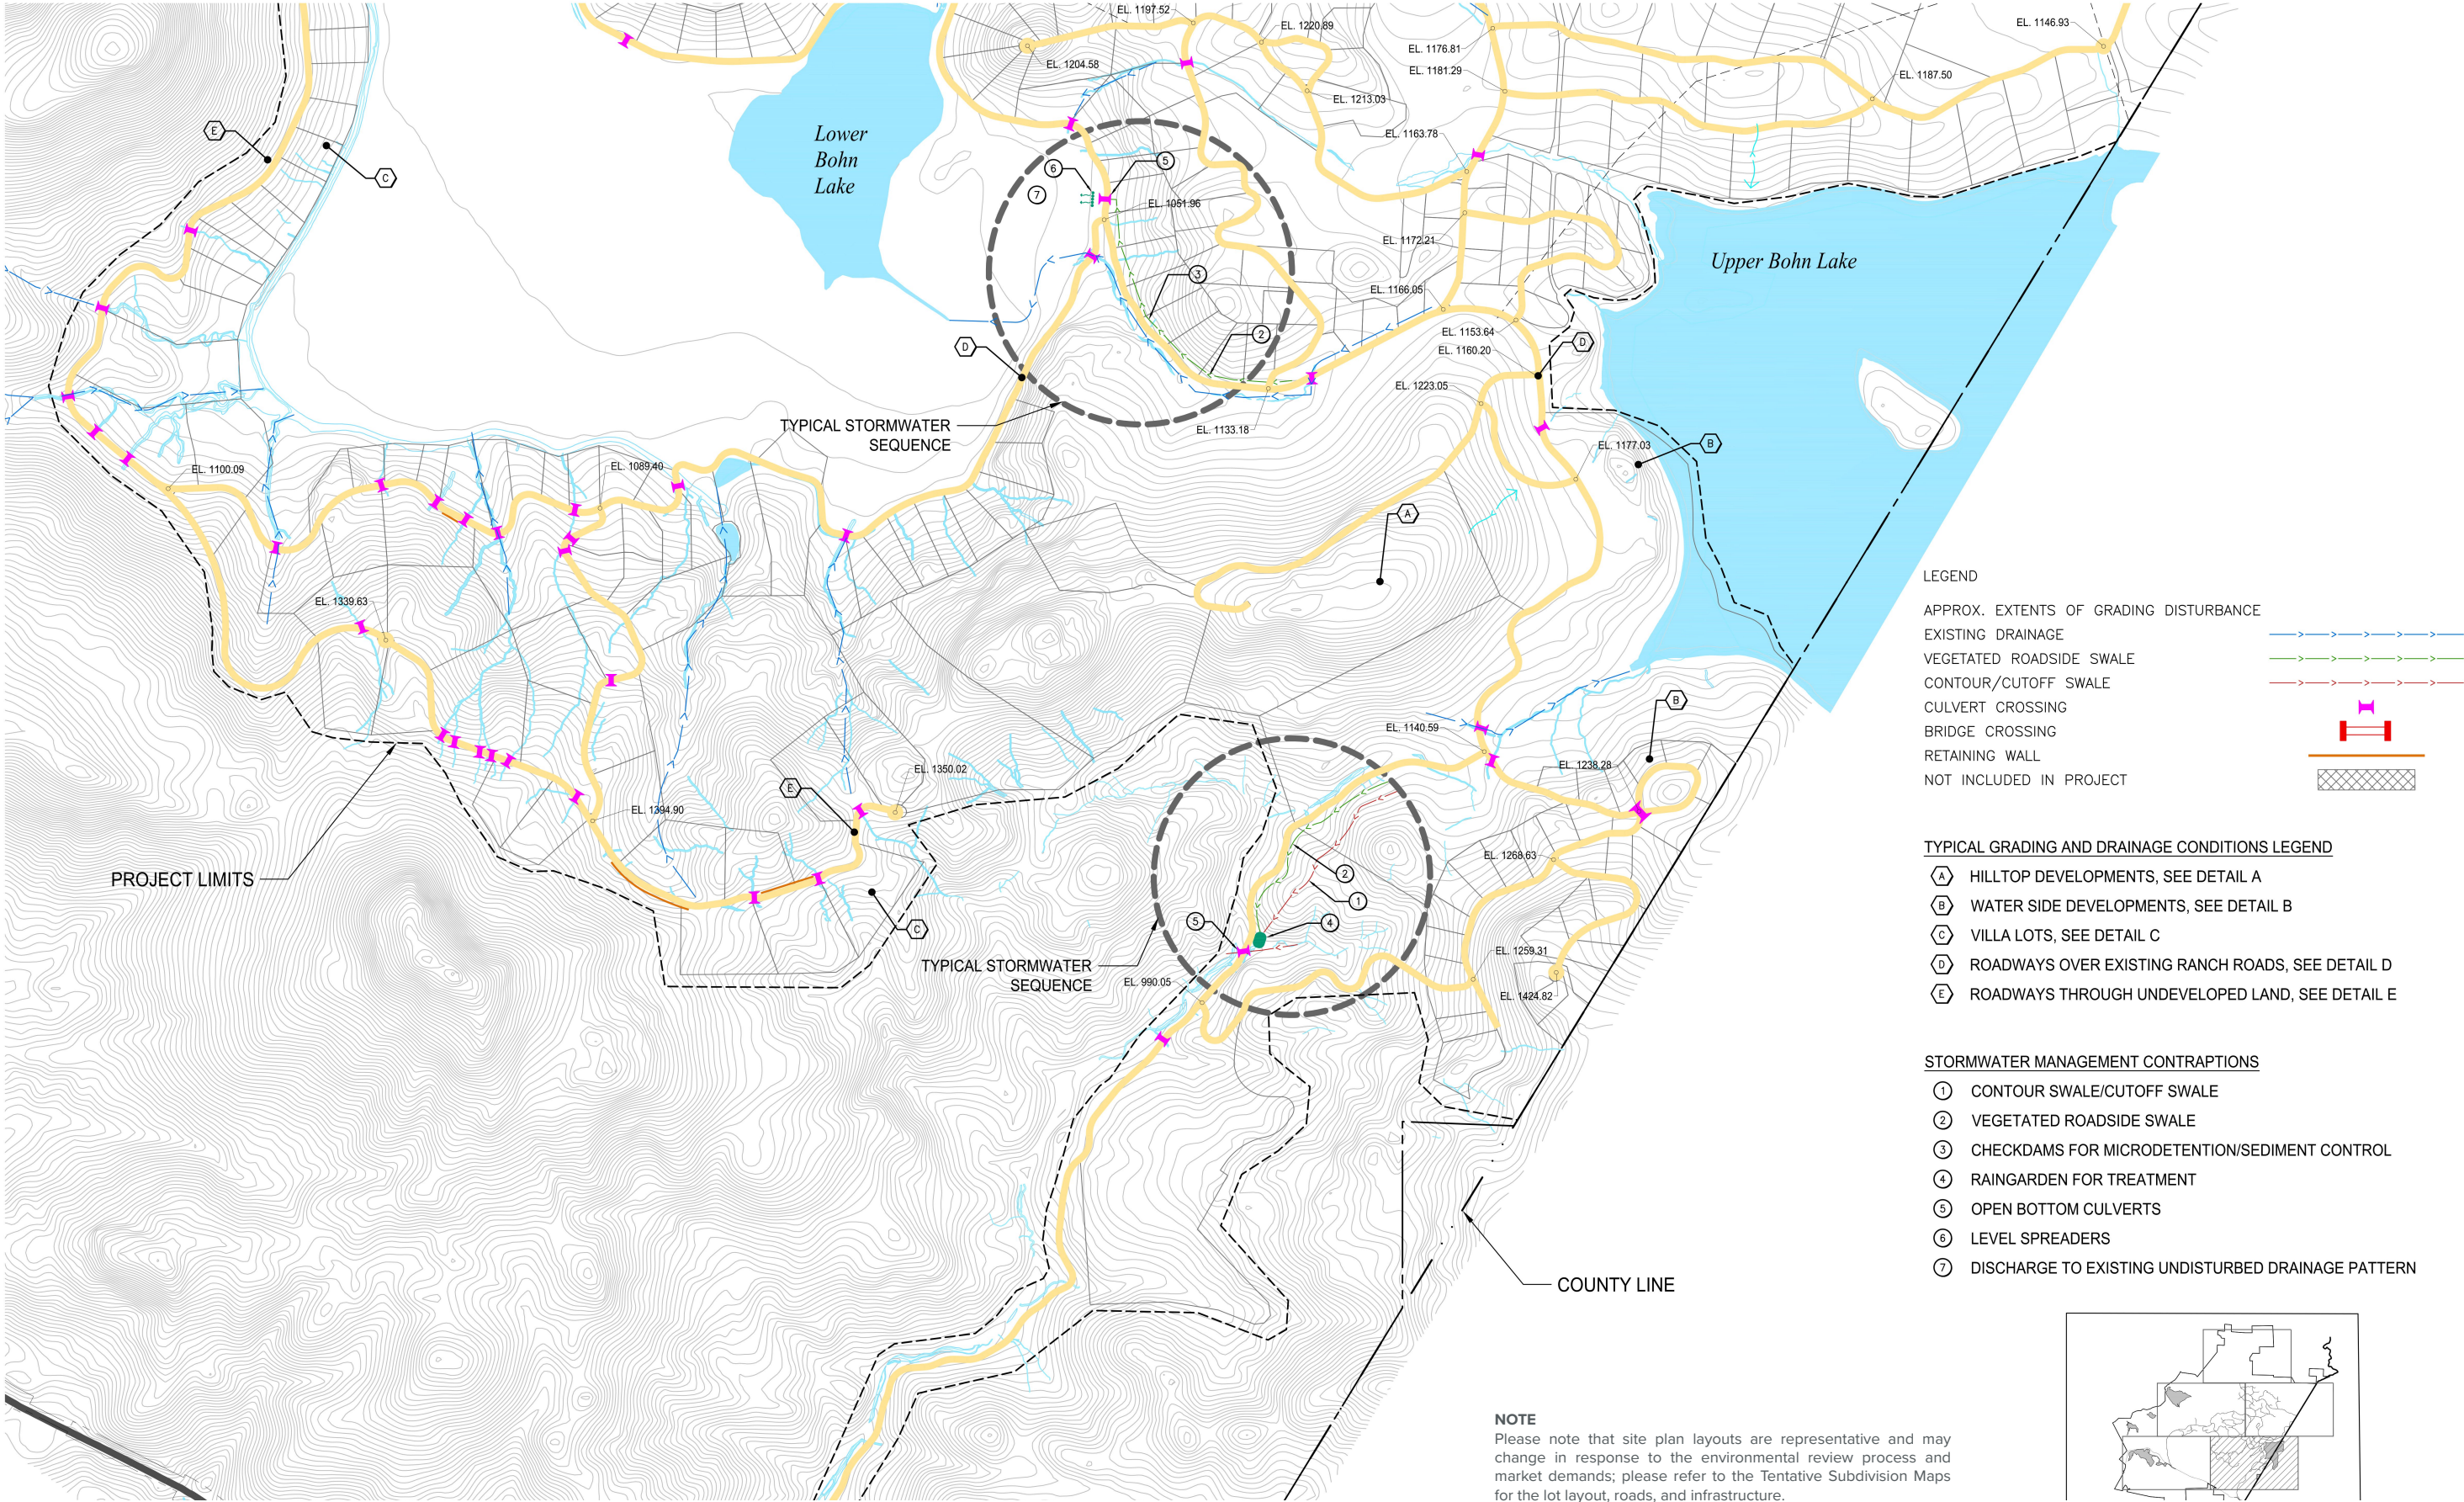 EL. 1197.52
EL. 1220.89
EL. 1146.93
EL. 1176.81
EL. 1204.58
EL. 1181.29
EL. 1187.50
EL. 1213.03
Lower
Bohn
Lake
E
EL. 1163.78
C
6
5
7
EL. 1051.96
EL. 1172.21
Upper Bohn Lake
3
EL. 1166.05
2
EL. 1153.64
D
D
EL. 1160.20
EL. 1223.05
TYPICAL STORMWATER
SEQUENCE
EL. 1133.18
EL. 1177.03
B
EL. 1100.09
EL. 1089.40
A
EL. 1339.63
B
EL. 1140.59
EL. 1350.02
EL. 1238.28
E
EL. 1394.90
EL. 1268.63
PROJECT LIMITS
2
1
C
5
4
TYPICAL STORMWATER
SEQUENCE
EL. 1259.31
EL. 990.05
EL. 1424.82
COUNTY LINE
LEGEND
APPROX. EXTENTS OF GRADING DISTURBANCE
EXISTING DRAINAGE
VEGETATED ROADSIDE SWALE
CONTOUR/CUTOFF SWALE
CULVERT CROSSING
BRIDGE CROSSING
RETAINING WALL
NOT INCLUDED IN PROJECT
TYPICAL GRADING AND DRAINAGE CONDITIONS LEGEND
A HILLTOP DEVELOPMENTS, SEE DETAIL A
B WATER SIDE DEVELOPMENTS, SEE DETAIL B
C VILLA LOTS, SEE DETAIL C
D ROADWAYS OVER EXISTING RANCH ROADS, SEE DETAIL D
E ROADWAYS THROUGH UNDEVELOPED LAND, SEE DETAIL E
STORMWATER MANAGEMENT CONTRAPTIONS
1 CONTOUR SWALE/CUTOFF SWALE
2 VEGETATED ROADSIDE SWALE
3 CHECKDAMS FOR MICRODETENTION/SEDIMENT CONTROL
4 RAINGARDEN FOR TREATMENT
5 OPEN BOTTOM CULVERTS
6 LEVEL SPREADERS
7 DISCHARGE TO EXISTING UNDISTURBED DRAINAGE PATTERN
NOTE
Please note that site plan layouts are representative and may
change in response to the environmental review process and
market demands; please refer to the Tentative Subdivision Maps
for the lot layout, roads, and infrastructure.